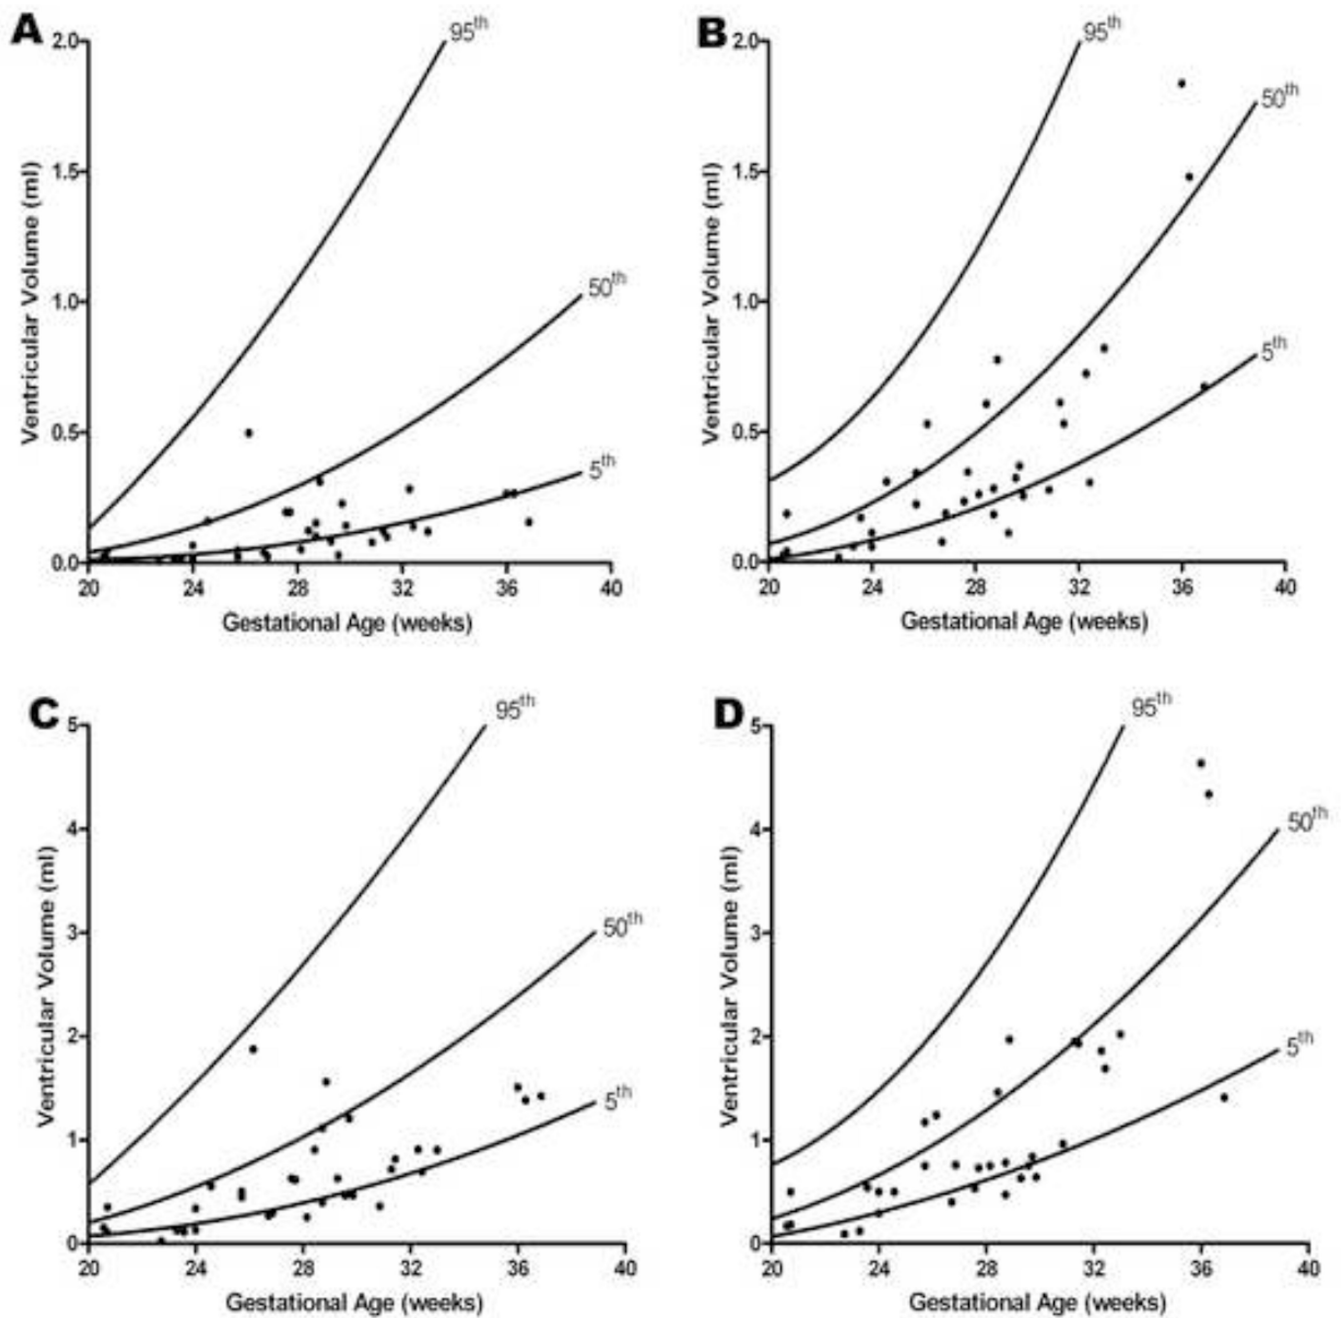 A
Ventricular Volume (ml)
2.0
1.5
1.0
0.5
0.0
20 24 28 32 36 40
Gestational Age (weeks)
95th
50th
5th
B
Ventricular Volume (ml)
2.0
1.5
1.0
0.5
0.0
20 24 28 32 36 40
Gestational Age (weeks)
95th
50th
5th
C
Ventricular Volume (ml)
5
4
3
2
1
0
20 24 28 32 36 40
Gestational Age (weeks)
95th
50th
5th
D
Ventricular Volume (ml)
5
4
3
2
1
0
20 24 28 32 36 40
Gestational Age (weeks)
95th
50th
5th